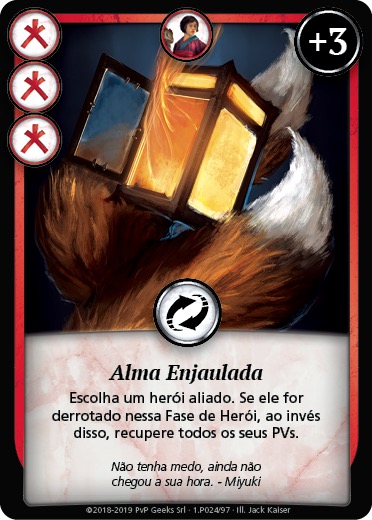 +3
Alma Enjaulada
Escolha um herói aliado. Se ele for
derrotado nessa Fase de Herói, ao invés
disso, recupere todos os seus PVs.
Não tenha medo, ainda não
chegou a sua hora. - Miyuki
©2018-2019 PvP Geeks Srl · 1.P024/97 · Ill. Jack Kaiser